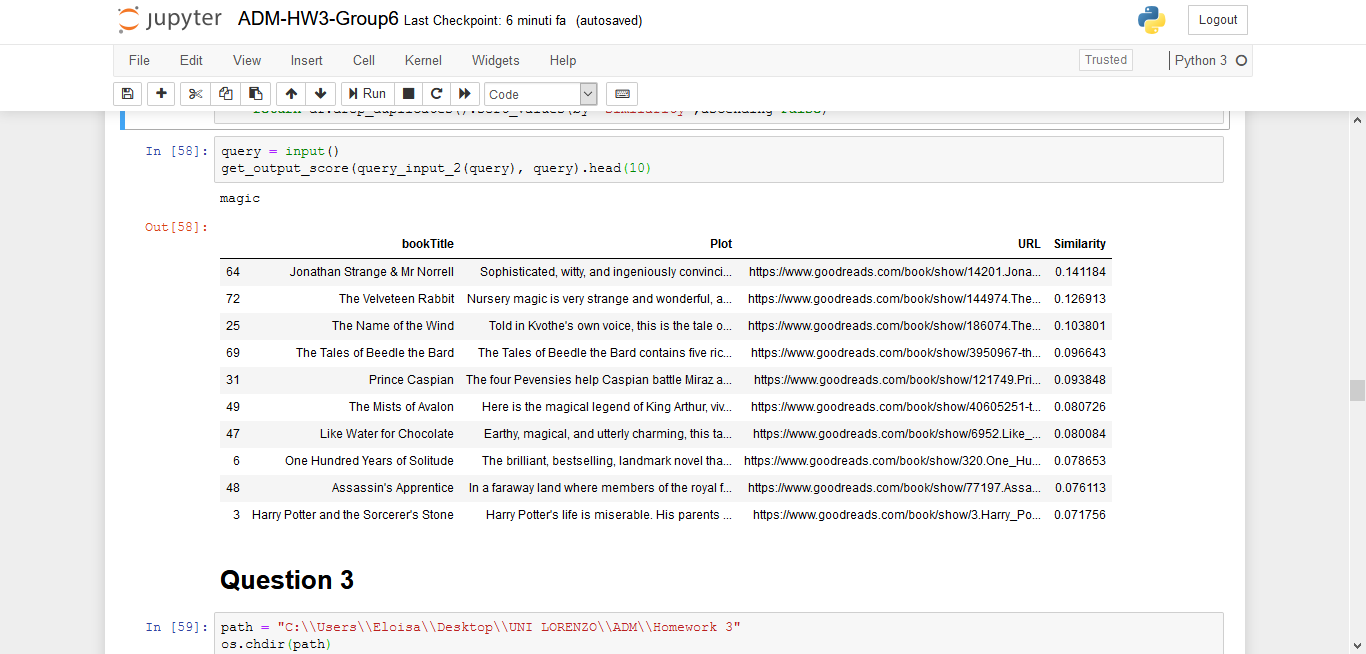 jupyter ADM-HW3-Group6 Last Checkpoint: 6 minuti fa (autosaved) Logout
File Edit View Insert Cell Kernel Widgets Help Trusted Python 3
Run Code
In [58]: query = input()
get_output_score(query_input_2(query), query).head(10)
magic
Out[58]:
bookTitle Plot URL Similarity
64 Jonathan Strange & Mr Norrell Sophisticated, witty, and ingeniously convinci... https://www.goodreads.com/book/show/14201.Jona... 0.141184
72 The Velveteen Rabbit Nursery magic is very strange and wonderful, a... https://www.goodreads.com/book/show/144974.The... 0.126913
25 The Name of the Wind Told in Kvothe's own voice, this is the tale o... https://www.goodreads.com/book/show/186074.The... 0.103801
69 The Tales of Beedle the Bard The Tales of Beedle the Bard contains five ric... https://www.goodreads.com/book/show/3950967-th... 0.096643
31 Prince Caspian The four Pevensies help Caspian battle Miraz a... https://www.goodreads.com/book/show/121749.Pri... 0.093848
49 The Mists of Avalon Here is the magical legend of King Arthur, viv... https://www.goodreads.com/book/show/40605251-t... 0.080726
47 Like Water for Chocolate Earthy, magical, and utterly charming, this ta... https://www.goodreads.com/book/show/6952.Like_... 0.080084
6 One Hundred Years of Solitude The brilliant, bestselling, landmark novel tha... https://www.goodreads.com/book/show/320.One_Hu... 0.078653
48 Assassin's Apprentice In a faraway land where members of the royal f... https://www.goodreads.com/book/show/77197.Assa... 0.076113
3 Harry Potter and the Sorcerer's Stone Harry Potter's life is miserable. His parents ... https://www.goodreads.com/book/show/3.Harry_Po... 0.071756
Question 3
In [59]: path = "C:\\Users\\Eloisa\\Desktop\\UNI LORENZO\\ADM\\Homework 3"
os.chdir(path)